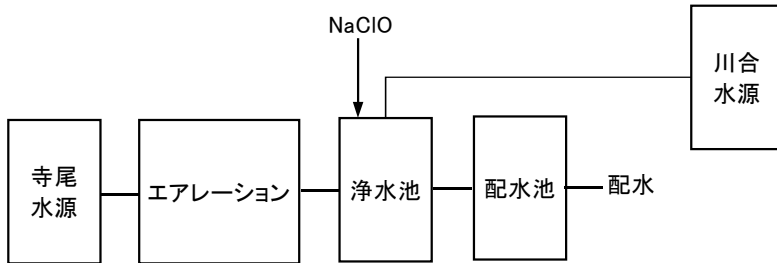 NaClO
川合
水源
寺尾
水源
エアレーション
浄水池
配水池
配水